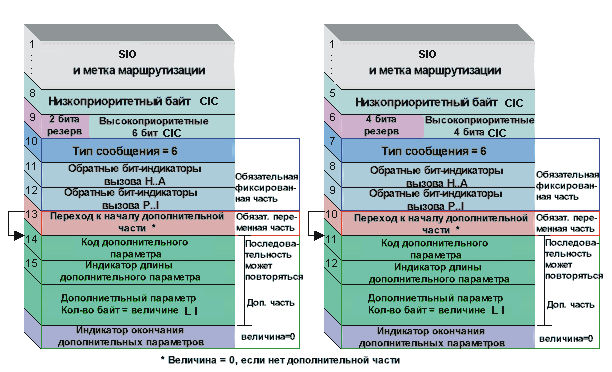 1
:
:
SIO
и метка маршрутизации
8
Низкоприоритетный байт CIC
9
2 бита
резерв
Высокоприоритетные
6 бит CIC
10
Тип сообщения = 6
11
Обратные бит-индикаторы
вызова H..A
12
Обратные бит-индикаторы
вызова P..I
Обязательная
фиксирован-
ная часть
13
Переход к началу дополнительной
части *
Обязат. пере-
менная часть
14
Код дополнительного
параметра
15
Индикатор длины
дополнительного параметра
Последова-
тельность
может
повторяться
Дополниетльный параметр
Кол-во байт = величине L I
Доп. часть
Индикатор окончания
дополнительных параметров
величина=0
1
:
:
SIO
и метка маршрутизации
5
Низкоприоритетный байт CIC
6
4 бита
резерв
Высокоприоритетные
4 бита CIC
7
Тип сообщения = 6
8
Обратные бит-индикаторы
вызова H..A
9
Обратные бит-индикаторы
вызова P..I
Обязательная
фиксирован-
ная часть
10
Переход к началу дополнительной
части *
Обязат. пере-
менная часть
11
Код дополнительного
параметра
12
Индикатор длины
дополнительного параметра
Последова-
тельность
может
повторяться
Дополниетльный параметр
Кол-во байт = величине L I
Доп. часть
Индикатор окончания
дополнительных параметров
величина=0
* Величина = 0, если нет дополнительной части